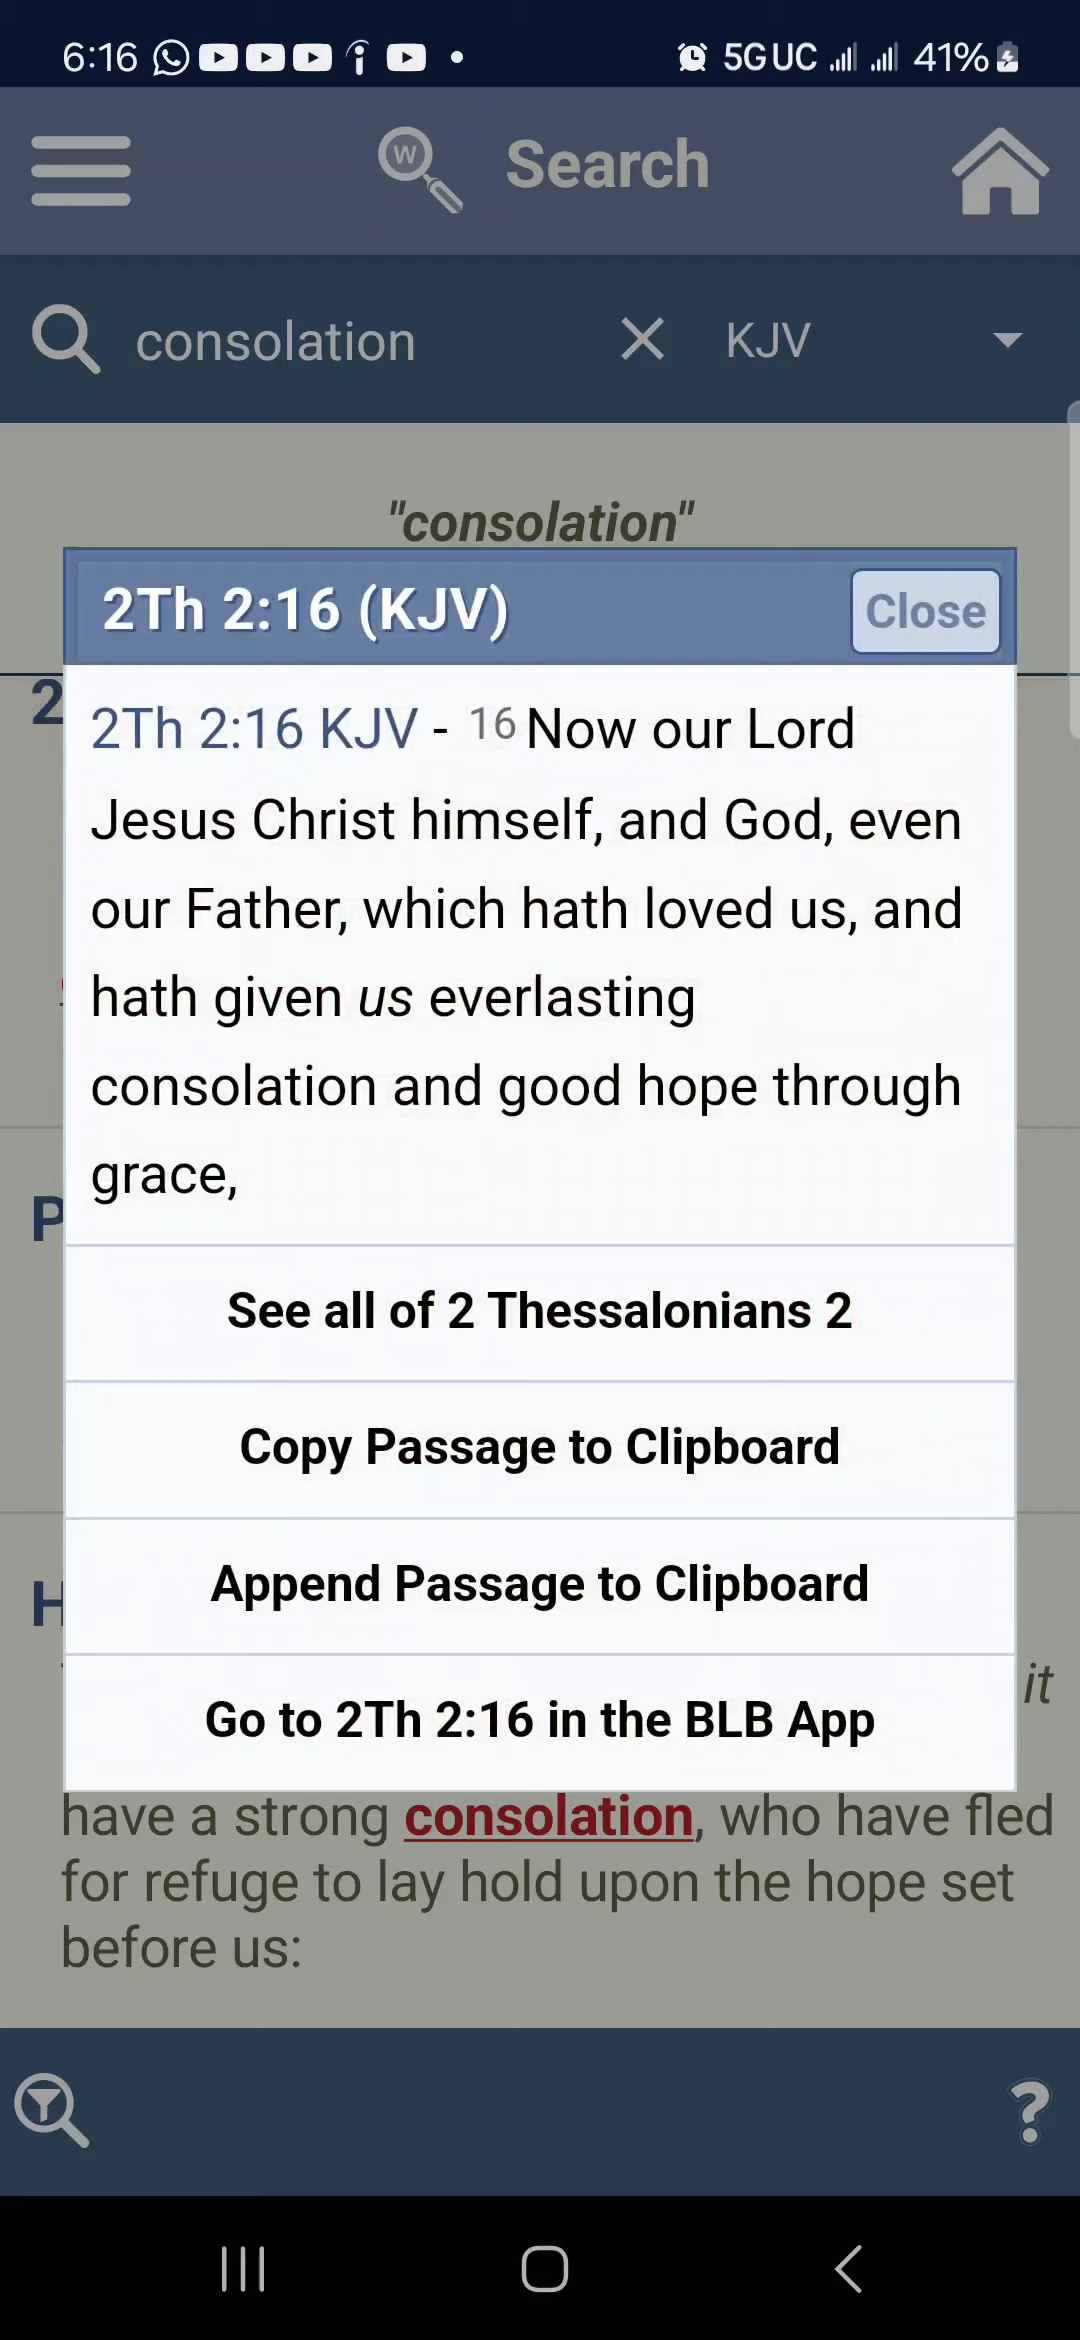 6:16 5G UC 41%
W Search
consolation KJV
"consolation"
2Th 2:16 (KJV) Close
2
2Th 2:16 KJV - 16 Now our Lord
Jesus Christ himself, and God, even
our Father, which hath loved us, and
hath given us everlasting
consolation and good hope through
grace,
P
See all of 2 Thessalonians 2
Copy Passage to Clipboard
Append Passage to Clipboard
H
it
Go to 2Th 2:16 in the BLB App
have a strong consolation, who have fled
for refuge to lay hold upon the hope set
before us:
?